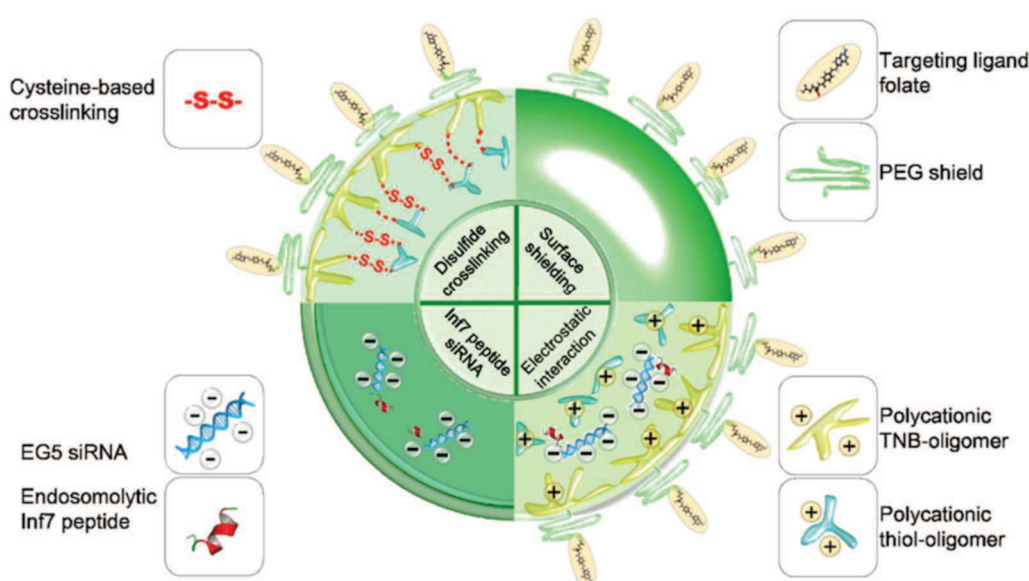 Cysteine-based
crosslinking
-S-S-
Targeting ligand
folate
PEG shield
S-S
S-S
S-S
S-S
Disulfide
crosslinking
Surface
shielding
Inf7 peptide
siRNA
Electrostatic
interaction
EG5 siRNA
Endosomolytic
Inf7 peptide
Polycationic
TNB-oligomer
Polycationic
thiol-oligomer